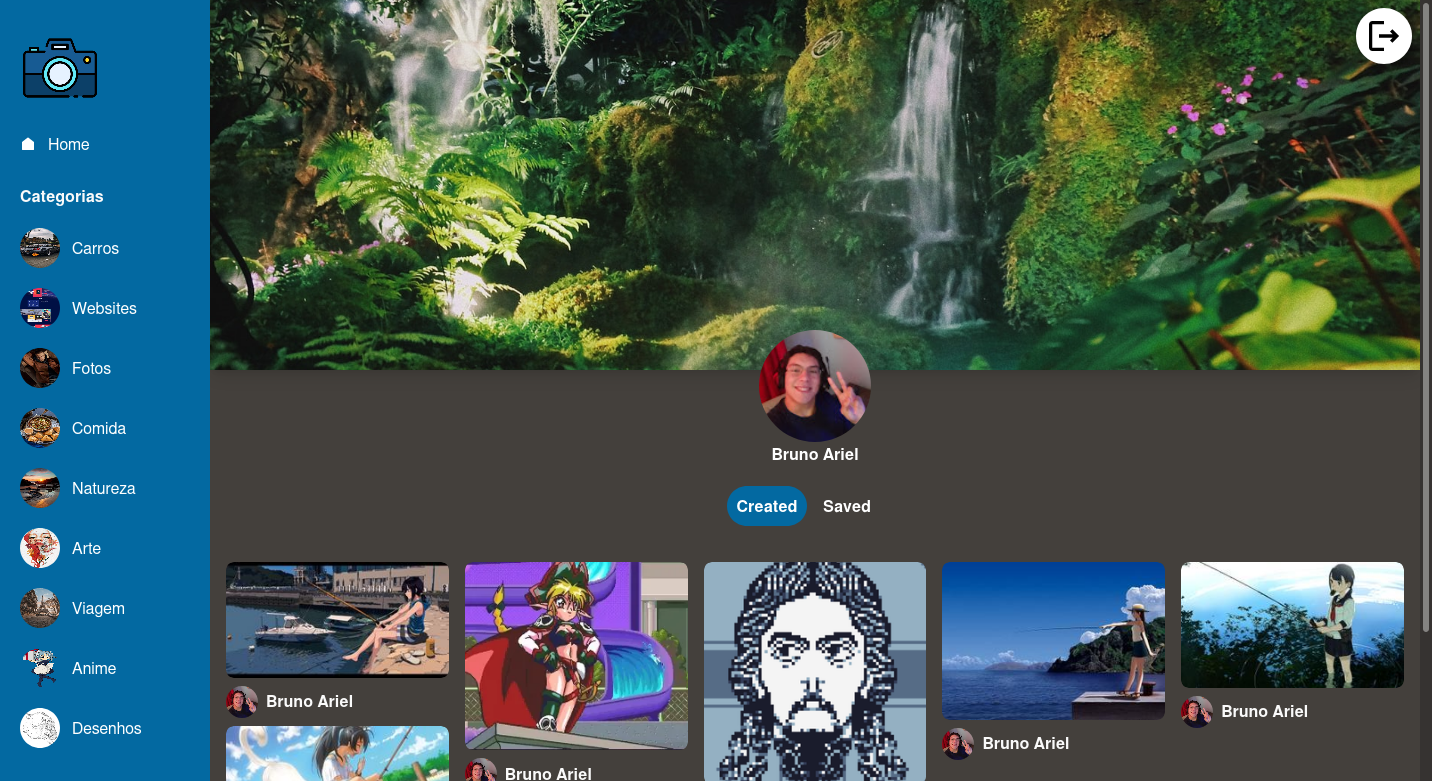 Home
Categorias
Carros
Websites
Fotos
Comida
Natureza
Arte
Viagem
Anime
Desenhos
Bruno Ariel
Created Saved
Bruno Ariel
Bruno Ariel
Bruno Ariel
Bruno Ariel